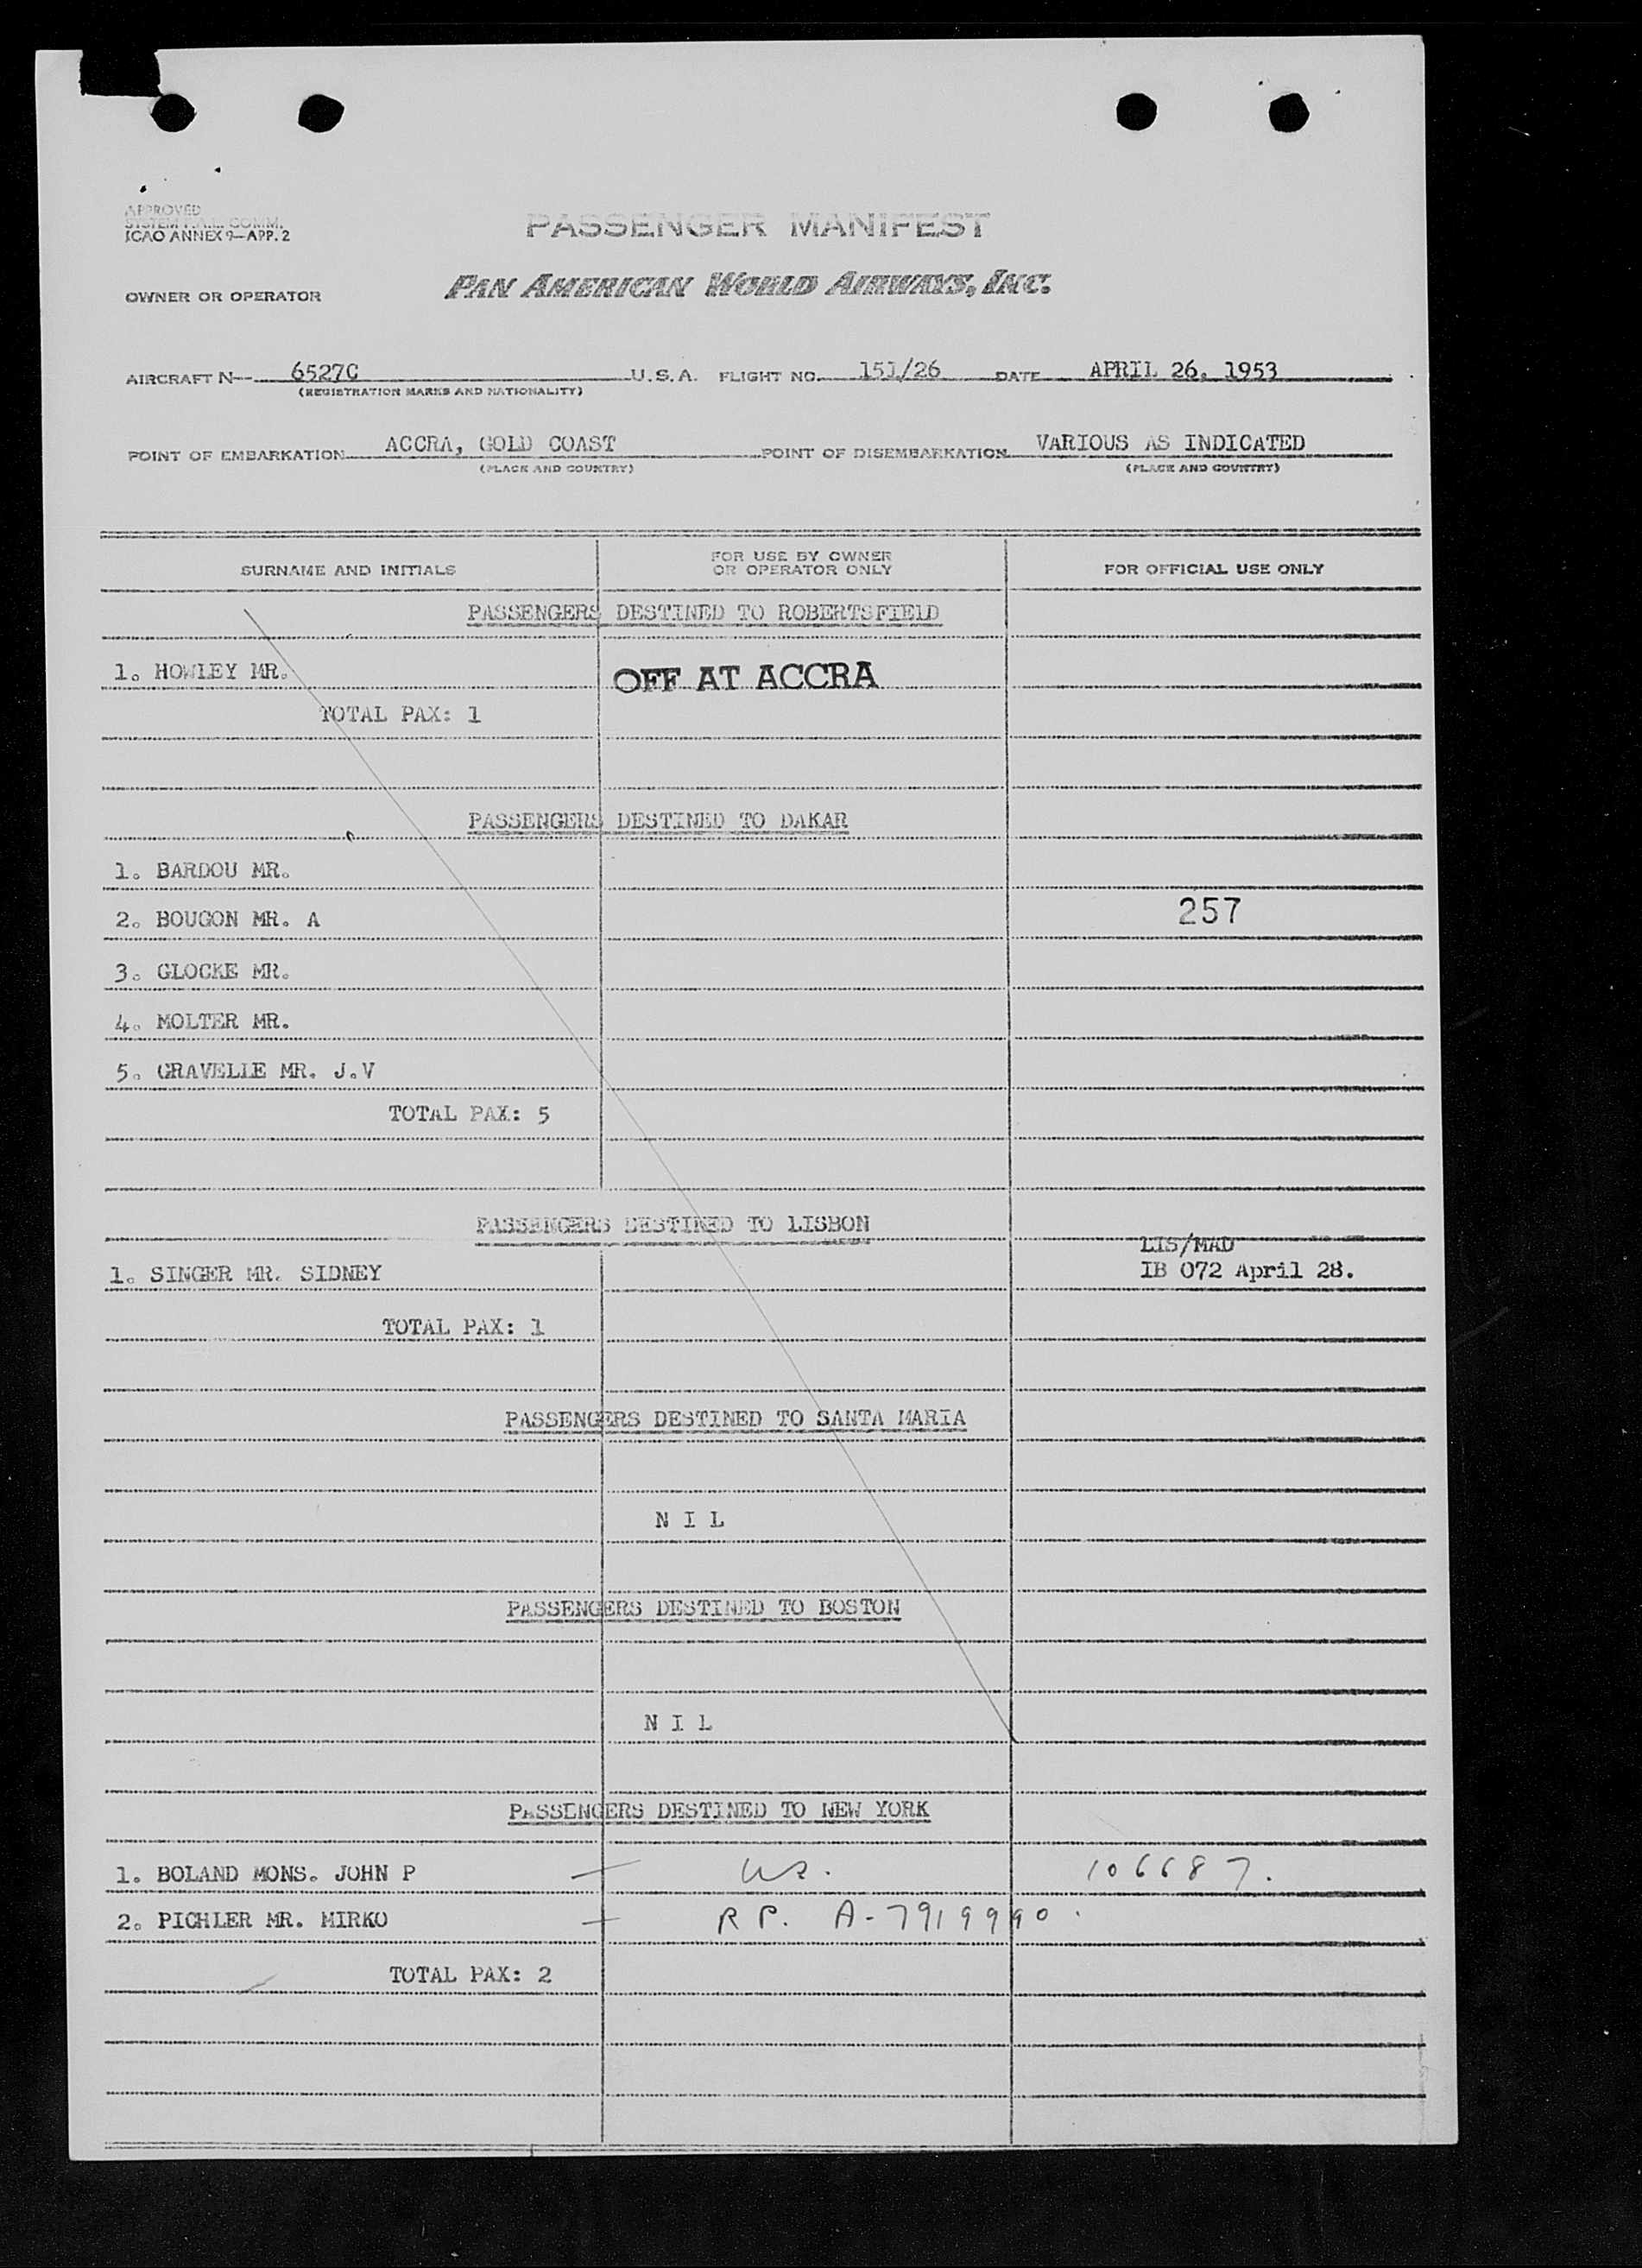 APPROVED
SYSTEM F.A.L. COMM.
ICAO ANNEX 9—APP. 2
PASSENGER MANIFEST
OWNER OR OPERATOR PAN AMERICAN WORLD AIRWAYS, INC.
AIRCRAFT N— 6527C U.S.A. FLIGHT NO. 151/26 DATE APRIL 26. 1953
(REGISTRATION MARKS AND NATIONALITY)
POINT OF EMBARKATION ACCRA, GOLD COAST POINT OF DISEMBARKATION VARIOUS AS INDICATED
(PLACE AND COUNTRY) (PLACE AND COUNTRY)
SURNAME AND INITIALS FOR USE BY OWNER OR OPERATOR ONLY FOR OFFICIAL USE ONLY
PASSENGERS DESTINED TO ROBERTSFIELD
1. HOWLEY MR. OFF AT ACCRA
TOTAL PAX: 1
PASSENGERS DESTINED TO DAKAR
1. BARDOU MR.
2. BOUGON MR. A 257
3. GLOCKE MR.
4. MOLTER MR.
5. GRAVELLE MR. J.V
TOTAL PAX: 5
PASSENGERS DESTINED TO LISBON
LIS/MAD
1. SINGER MR. SIDNEY IB 072 April 28.
TOTAL PAX: 1
PASSENGERS DESTINED TO SANTA MARIA
N I L
PASSENGERS DESTINED TO BOSTON
N I L
PASSENGERS DESTINED TO NEW YORK
1. BOLAND MONS. JOHN P — us. 106687.
2. PICHLER MR. MIRKO — R P. A-7919990.
TOTAL PAX: 2